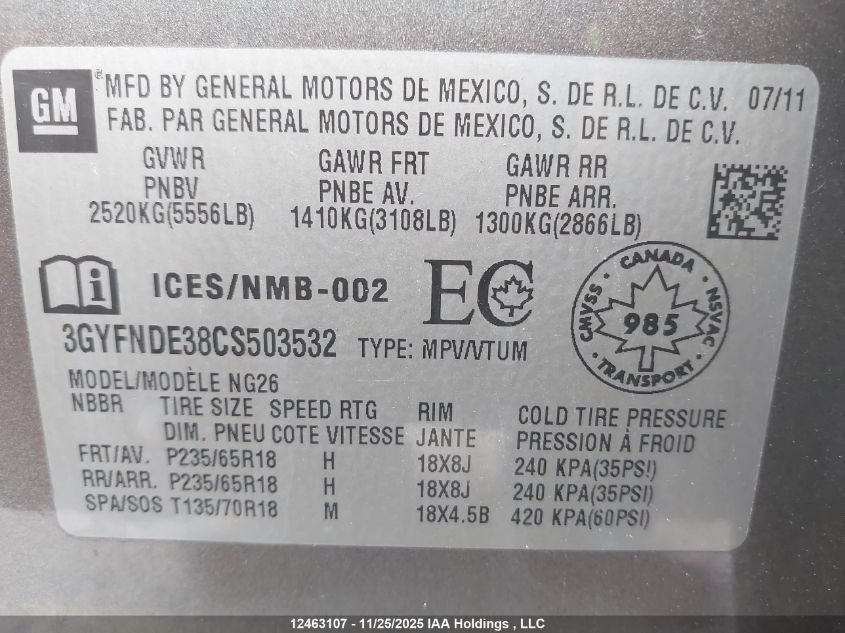 GM ® MFD BY GENERAL MOTORS DE MEXICO, S. DE R.L. DE C.V. 07/11
FAB. PAR GENERAL MOTORS DE MEXICO, S. DE R.L. DE C.V.
GVWR GAWR FRT GAWR RR
PNBV PNBE AV. PNBE ARR.
2520KG(5556LB) 1410KG(3108LB) 1300KG(2866LB)
i ICES/NMB-002 EC
CANADA
CMVSS 985 NSVAC
TRANSPORT
3GYFNDE38CS503532 TYPE: MPV/VTUM
MODEL/MODÈLE NG26
NBBR TIRE SIZE SPEED RTG RIM COLD TIRE PRESSURE
DIM. PNEU COTE VITESSE JANTE PRESSION À FROID
FRT/AV. P235/65R18 H 18X8J 240 KPA(35PSI)
RR/ARR. P235/65R18 H 18X8J 240 KPA(35PSI)
SPA/SOS T135/70R18 M 18X4.5B 420 KPA(60PSI)
12463107 - 11/25/2025 IAA Holdings , LLC